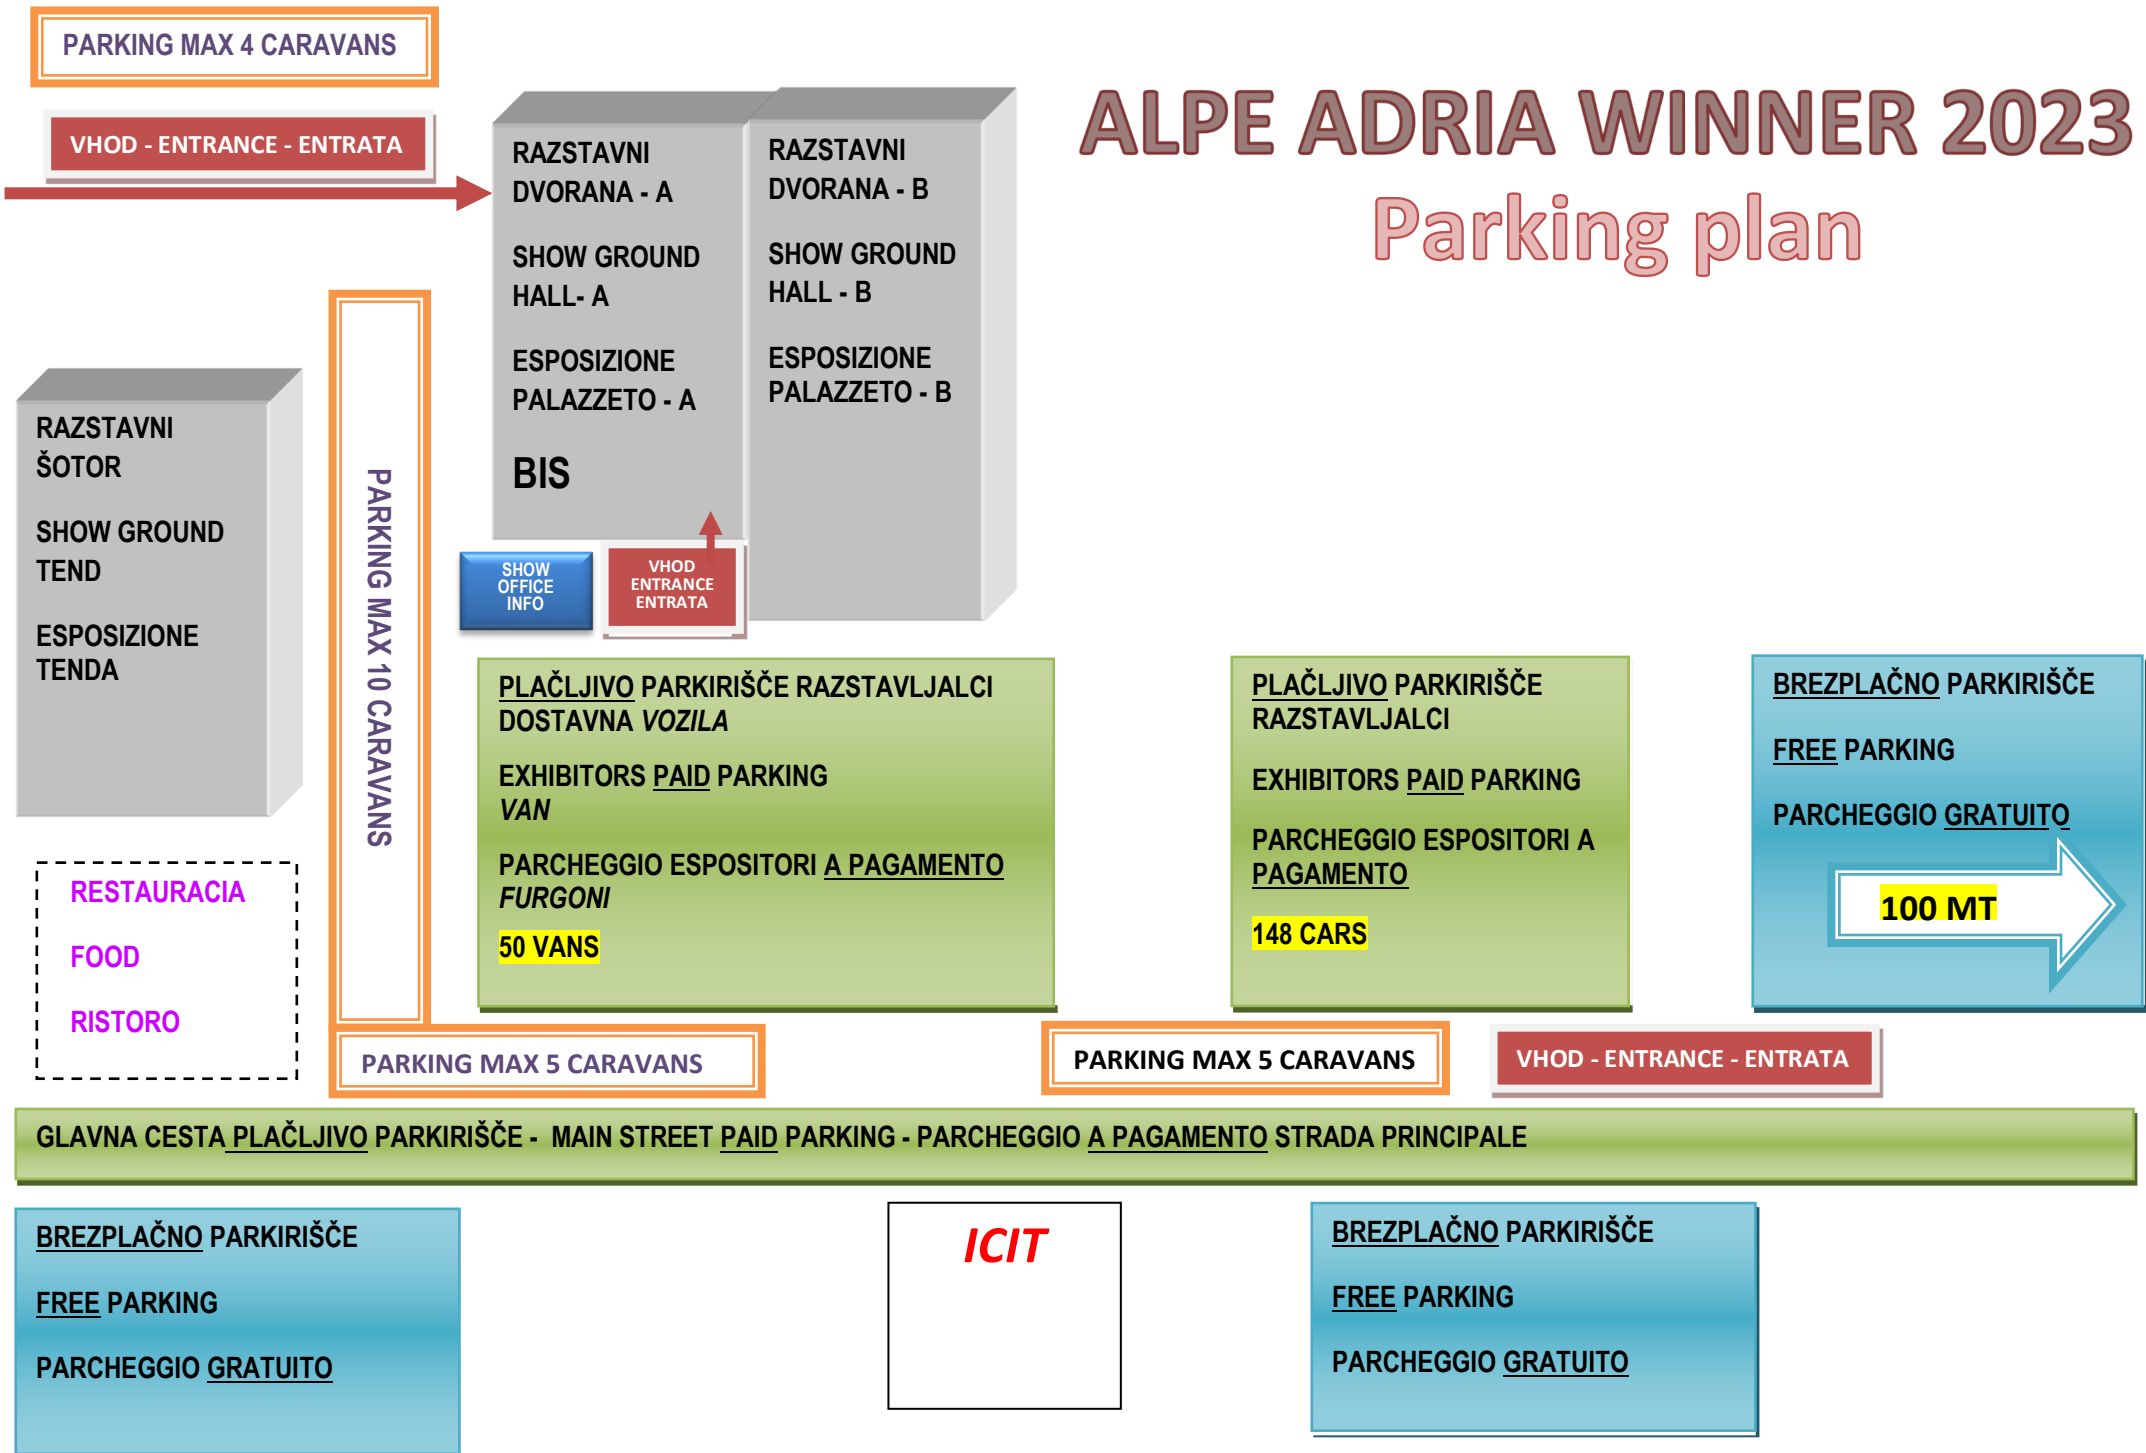 PARKING MAX 4 CARAVANS
VHOD - ENTRANCE - ENTRATA
ALPE ADRIA WINNER 2023
Parking plan
RAZSTAVNI
DVORANA - A
SHOW GROUND
HALL- A
ESPOSIZIONE
PALAZZETO - A
BIS
RAZSTAVNI
DVORANA - B
SHOW GROUND
HALL - B
ESPOSIZIONE
PALAZZETO - B
RAZSTAVNI
ŠOTOR
SHOW GROUND
TEND
ESPOSIZIONE
TENDA
PARKING MAX 10 CARAVANS
SHOW
OFFICE
INFO
VHOD
ENTRANCE
ENTRATA
PLAČLJIVO PARKIRIŠČE RAZSTAVLJALCI
DOSTAVNA VOZILA
EXHIBITORS PAID PARKING
VAN
PARCHEGGIO ESPOSITORI A PAGAMENTO
FURGONI
50 VANS
PLAČLJIVO PARKIRIŠČE
RAZSTAVLJALCI
EXHIBITORS PAID PARKING
PARCHEGGIO ESPOSITORI A
PAGAMENTO
148 CARS
BREZPLAČNO PARKIRIŠČE
FREE PARKING
PARCHEGGIO GRATUITO
100 MT
RESTAURACIA
FOOD
RISTORO
PARKING MAX 5 CARAVANS
PARKING MAX 5 CARAVANS
VHOD - ENTRANCE - ENTRATA
GLAVNA CESTA PLAČLJIVO PARKIRIŠČE - MAIN STREET PAID PARKING - PARCHEGGIO A PAGAMENTO STRADA PRINCIPALE
BREZPLAČNO PARKIRIŠČE
FREE PARKING
PARCHEGGIO GRATUITO
ICIT
BREZPLAČNO PARKIRIŠČE
FREE PARKING
PARCHEGGIO GRATUITO